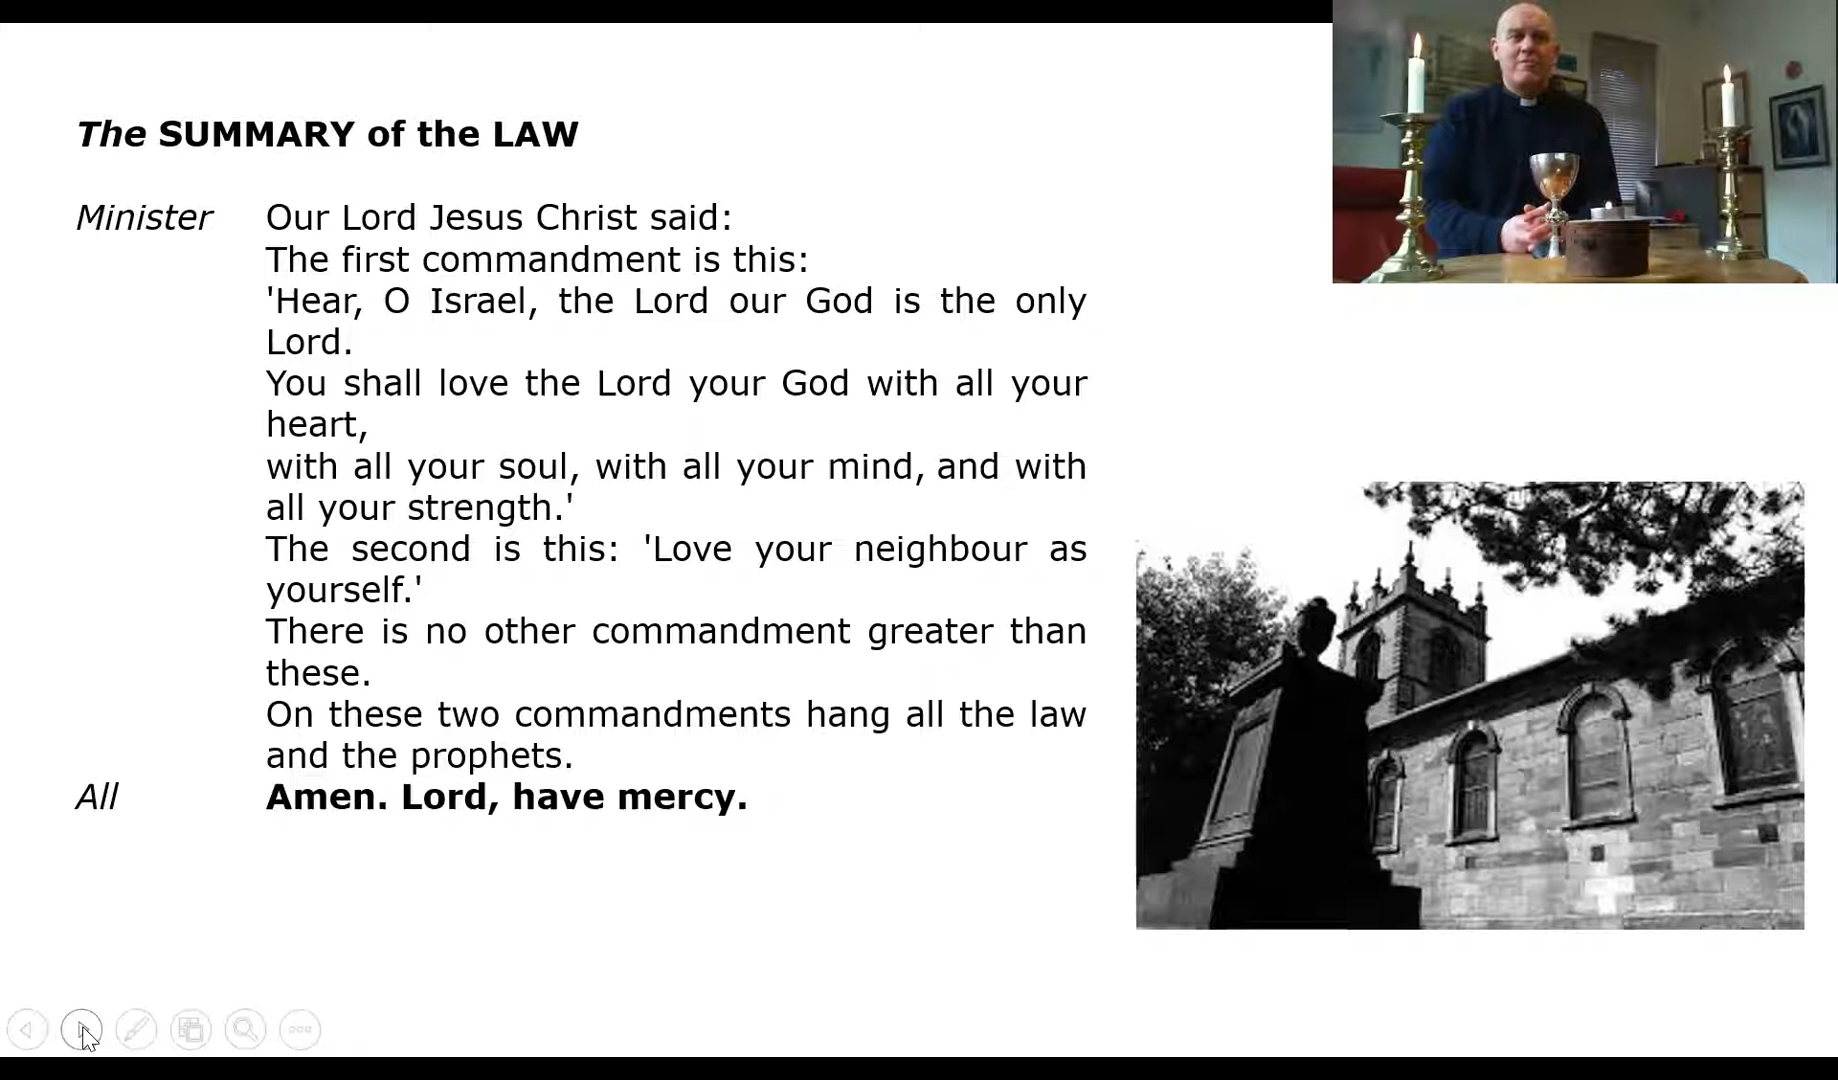 The SUMMARY of the LAW
Minister Our Lord Jesus Christ said:
The first commandment is this:
'Hear, O Israel, the Lord our God is the only
Lord.
You shall love the Lord your God with all your
heart,
with all your soul, with all your mind, and with
all your strength.'
The second is this: 'Love your neighbour as
yourself.'
There is no other commandment greater than
these.
On these two commandments hang all the law
and the prophets.
All Amen. Lord, have mercy.